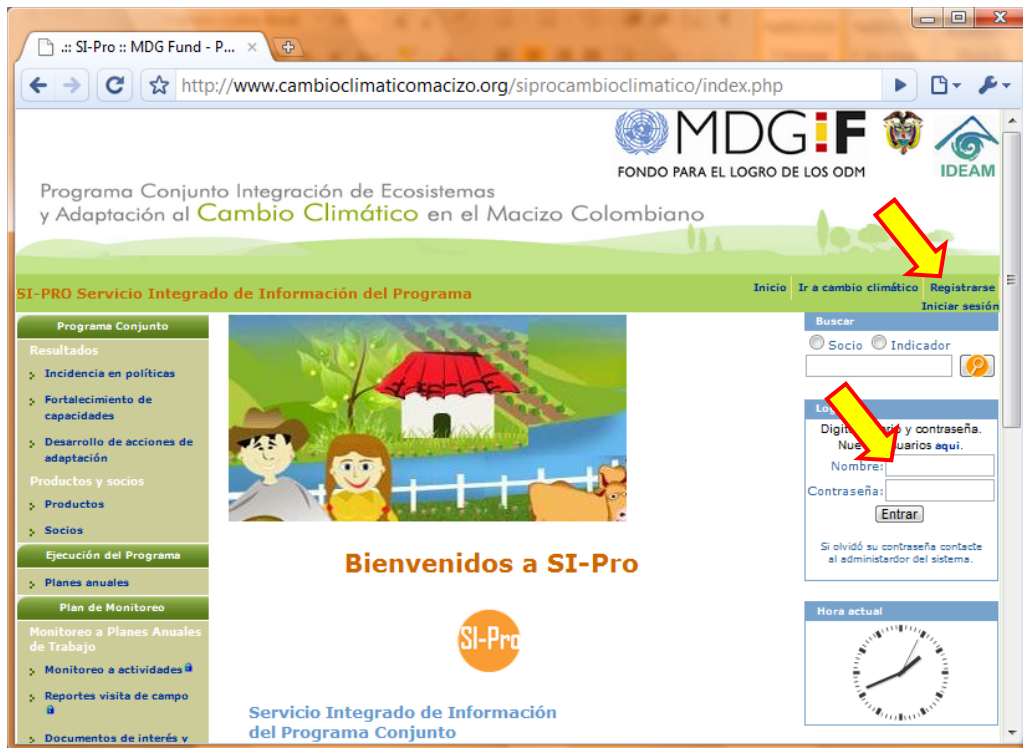 .:: SI-Pro :: MDG Fund - P...
http://www.cambioclimaticomacizo.org/siprocambioclimatico/index.php
MDGIF
FONDO PARA EL LOGRO DE LOS ODM
IDEAM
Programa Conjunto Integración de Ecosistemas
y Adaptación al Cambio Climático en el Macizo Colombiano
SI-PRO Servicio Integrado de Información del Programa
Inicio
Ir a cambio climático
Registrarse
Iniciar sesión
Programa Conjunto
Resultados
Incidencia en políticas
Fortalecimiento de
capacidades
Desarrollo de acciones de
adaptación
Productos y socios
Productos
Socios
Ejecución del Programa
Planes anuales
Plan de Monitoreo
Monitoreo a Planes Anuales
de Trabajo
Monitoreo a actividades
Reportes visita de campo
Documentos de interés y
Bienvenidos a SI-Pro
SI-Pro
Servicio Integrado de Información
del Programa Conjunto
Buscar
Socio
Indicador
y contraseña.
aqui.
Nombre:
Contraseña:
Entrar
Si olvidó su contraseña contacte
al administardor del sistema.
Hora actual